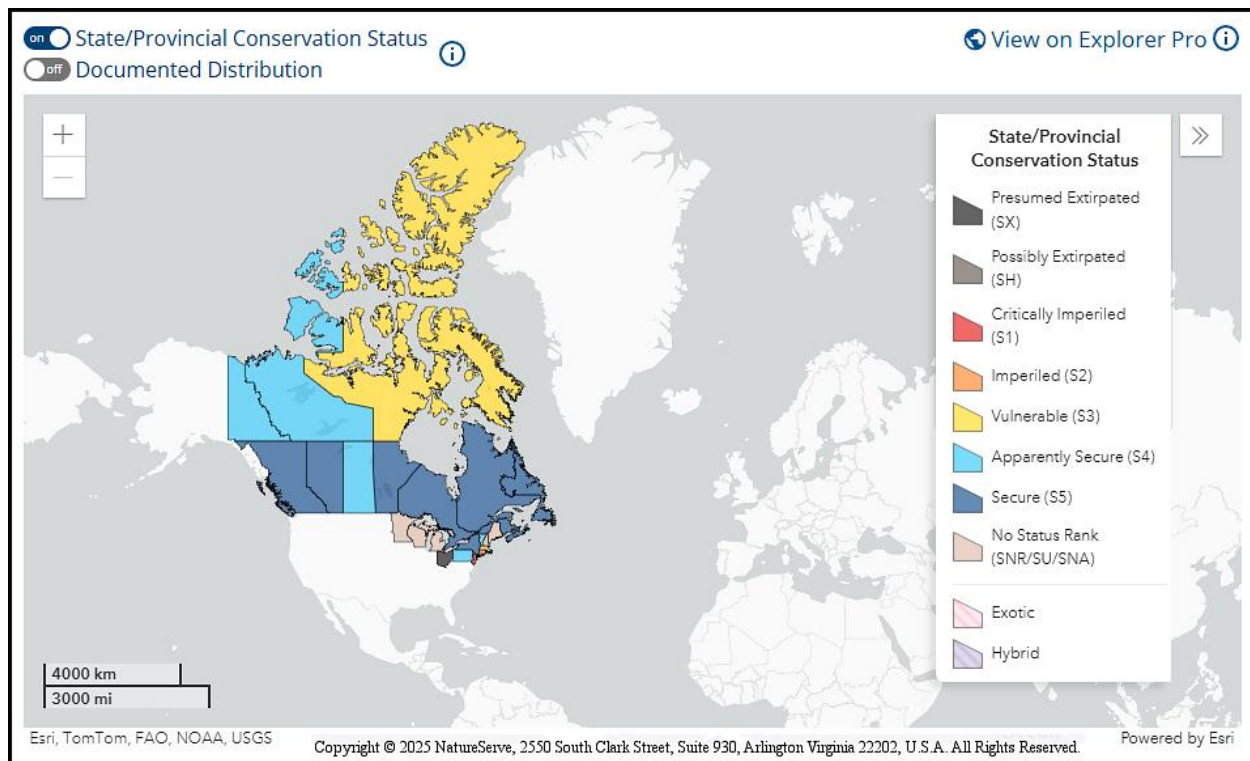 on State/Provincial Conservation Status
off Documented Distribution
View on Explorer Pro
State/Provincial
Conservation Status
Presumed Extirpated
(SX)
Possibly Extirpated
(SH)
Critically Imperiled
(S1)
Imperiled (S2)
Vulnerable (S3)
Apparently Secure (S4)
Secure (S5)
No Status Rank
(SNR/SU/SNA)
Exotic
Hybrid
4000 km
3000 mi
Esri, TomTom, FAO, NOAA, USGS
Copyright © 2025 NatureServe, 2550 South Clark Street, Suite 930, Arlington Virginia 22202, U.S.A. All Rights Reserved.
Powered by Esri